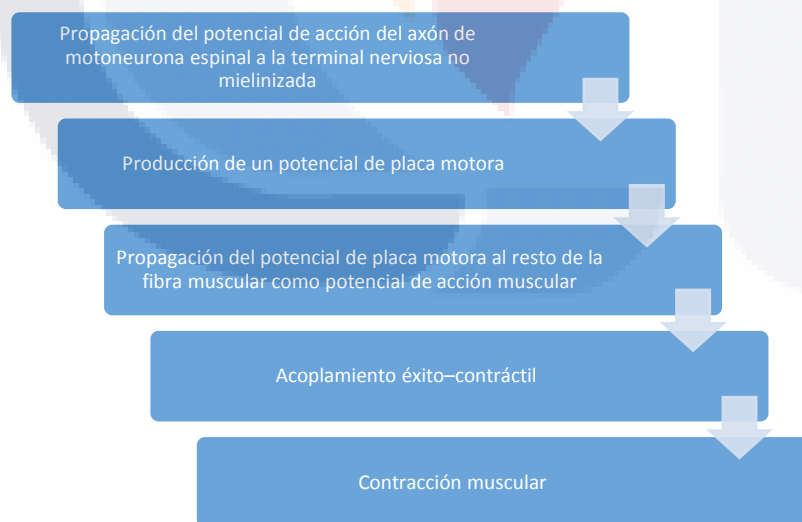 Propagación del potencial de acción del axón de
motoneurona espinal a la terminal nerviosa no
mielinizada
Producción de un potencial de placa motora
Propagación del potencial de placa motora al resto de la
fibra muscular como potencial de acción muscular
Acoplamiento éxito–contráctil
Contracción muscular